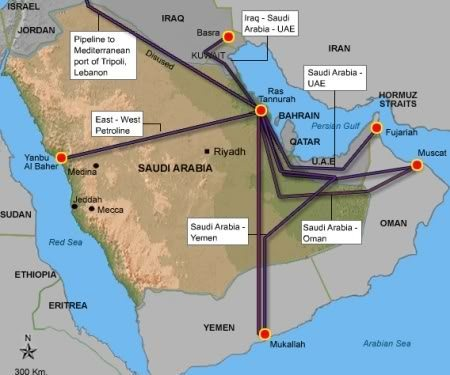 ISRAEL
IRAQ
JORDAN
Basra
Iraq - Saudi
Arabia - UAE
IRAN
Pipeline to
Mediterranean
port of Tripoli,
Lebanon
Disused
KUWAIT
Saudi Arabia -
UAE
Ras
Tannurah
HORMUZ
STRAITS
BAHRAIN
Persian Gulf
East - West
Petroline
QATAR
Fujariah
Yanbu
Al Baher
Riyadh
U.A.E
Muscat
Medina
SAUDI ARABIA
Jeddah
Mecca
SUDAN
Saudi Arabia -
Yemen
Saudi Arabia -
Oman
OMAN
Red Sea
ETHIOPIA
ERITREA
YEMEN
Mukallah
Arabian Sea
N
300 Km.